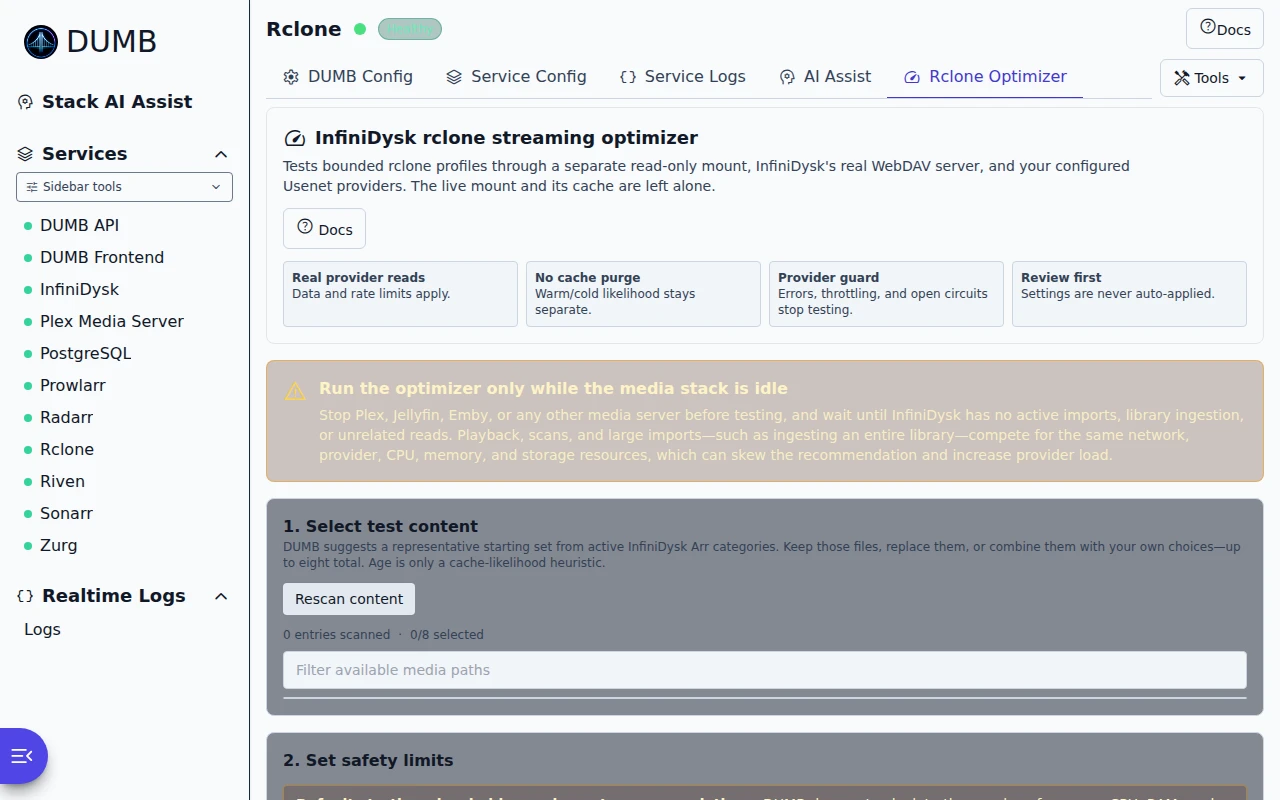 DUMB
Stack AI Assist
Services
Sidebar tools
DUMB API
DUMB Frontend
InfiniDysk
Plex Media Server
PostgreSQL
Prowlarr
Radarr
Rclone
Riven
Sonarr
Zurg
Realtime Logs
Logs
Rclone
Docs
DUMB Config
Service Config
Service Logs
AI Assist
Rclone Optimizer
Tools
InfiniDysk rclone streaming optimizer
Tests bounded rclone profiles through a separate read-only mount, InfiniDysk's real WebDAV server, and your configured
Usenet providers. The live mount and its cache are left alone.
Docs
Real provider reads
Data and rate limits apply.
No cache purge
Warm/cold likelihood stays
separate.
Provider guard
Errors, throttling, and open circuits
stop testing.
Review first
Settings are never auto-applied.
Run the optimizer only while the media stack is idle
Stop Plex, Jellyfin, Emby, or any other media server before testing, and wait until InfiniDysk has no active imports, library ingestion,
or unrelated reads. Playback, scans, and large imports—such as ingesting an entire library—compete for the same network,
provider, CPU, memory, and storage resources, which can skew the recommendation and increase provider load.
1. Select test content
DUMB suggests a representative starting set from active InfiniDysk Arr categories. Keep those files, replace them, or combine them with your own choices—up
to eight total. Age is only a cache-likelihood heuristic.
Rescan content
0 entries scanned · 0/8 selected
Filter available media paths
2. Set safety limits